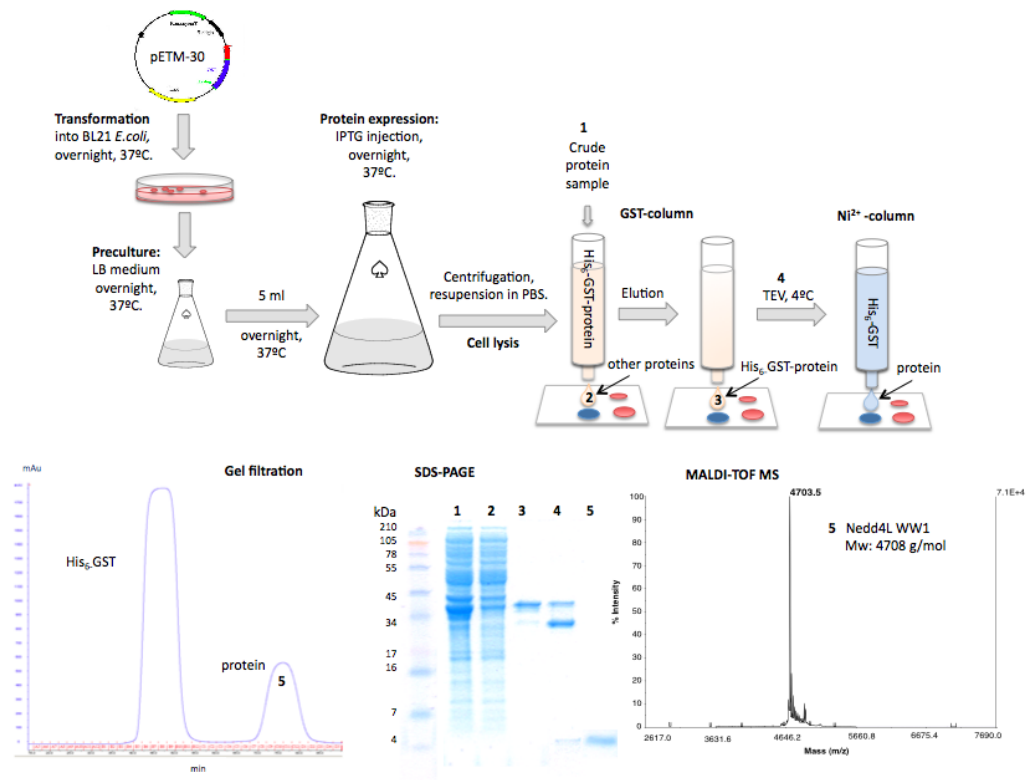 pETM-30
Transformation
into BL21 E.coli,
overnight, 37ºC.
Preculture:
LB medium
overnight,
37ºC.
5 ml
overnight,
37ºC
Protein expression:
IPTG injection,
overnight,
37ºC.
Centrifugation,
resupension in PBS.
Cell lysis
1
Crude
protein
sample
GST-column
His6-GST-protein
other proteins
2
Elution
His6-GST-protein
3
4
TEV, 4ºC
Ni2+ -column
His6-GST
protein
Gel filtration
mAu
His6-GST
protein
5
min
SDS-PAGE
kDa 1 2 3 4 5
210
105
78
55
45
34
17
16
7
4
MALDI-TOF MS
4703.5
7.1E+4
5 Nedd4L WW1
Mw: 4708 g/mol
% Intensity
100
90
80
70
60
50
40
30
20
10
0
2617.0 3631.6 4646.2 5660.8 6675.4 7690.0
Mass (m/z)